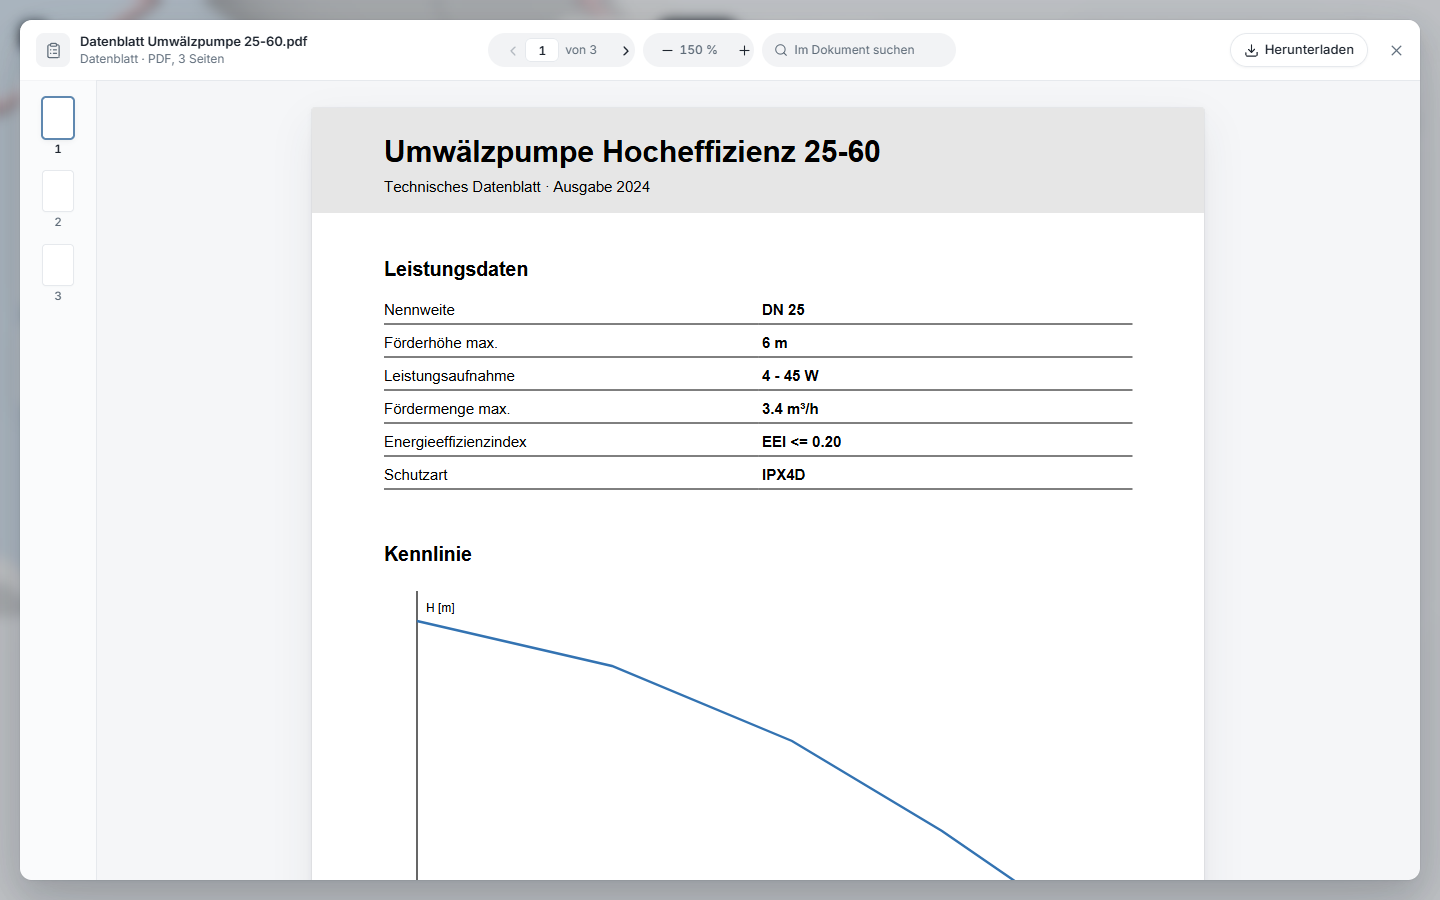 Datenblatt Umwälzpumpe 25-60.pdf
Datenblatt · PDF, 3 Seiten
1 von 3
150 %
Im Dokument suchen
Herunterladen
1
2
3
Umwälzpumpe Hocheffizienz 25-60
Technisches Datenblatt · Ausgabe 2024
Leistungsdaten
Nennweite DN 25
Förderhöhe max. 6 m
Leistungsaufnahme 4 - 45 W
Fördermenge max. 3.4 m³/h
Energieeffizienzindex EEI <= 0.20
Schutzart IPX4D
Kennlinie
H [m]